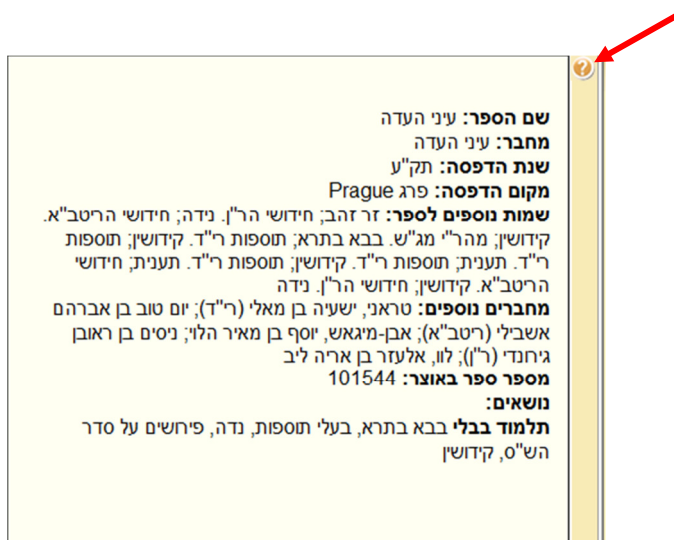 ?
שם הספר: עיני העדה
מחבר: עיני העדה
שנת הדפסה: תק"ע
מקום הדפסה: פרג Prague
שמות נוספים לספר: זר זהב; חידושי הר"ן. נידה; חידושי הריטב"א.
קידושין; מהר"י מג"ש. בבא בתרא; תוספות רי"ד. קידושין; תוספות
רי"ד. תענית; תוספות רי"ד. קידושין; תוספות רי"ד. תענית; חידושי
הריטב"א. קידושין; חידושי הר"ן. נידה
מחברים נוספים: טראני, ישעיה בן מאלי (רי"ד); יום טוב בן אברהם
אשבילי (ריטב"א); אבן-מיגאש, יוסף בן מאיר הלוי; ניסים בן ראובן
גירונדי (ר"ן); לוו, אלעזר בן אריה ליב
מספר ספר באוצר: 101544
נושאים:
תלמוד בבלי בבא בתרא, בעלי תוספות, נדה, פירושים על סדר
הש"ס, קידושין